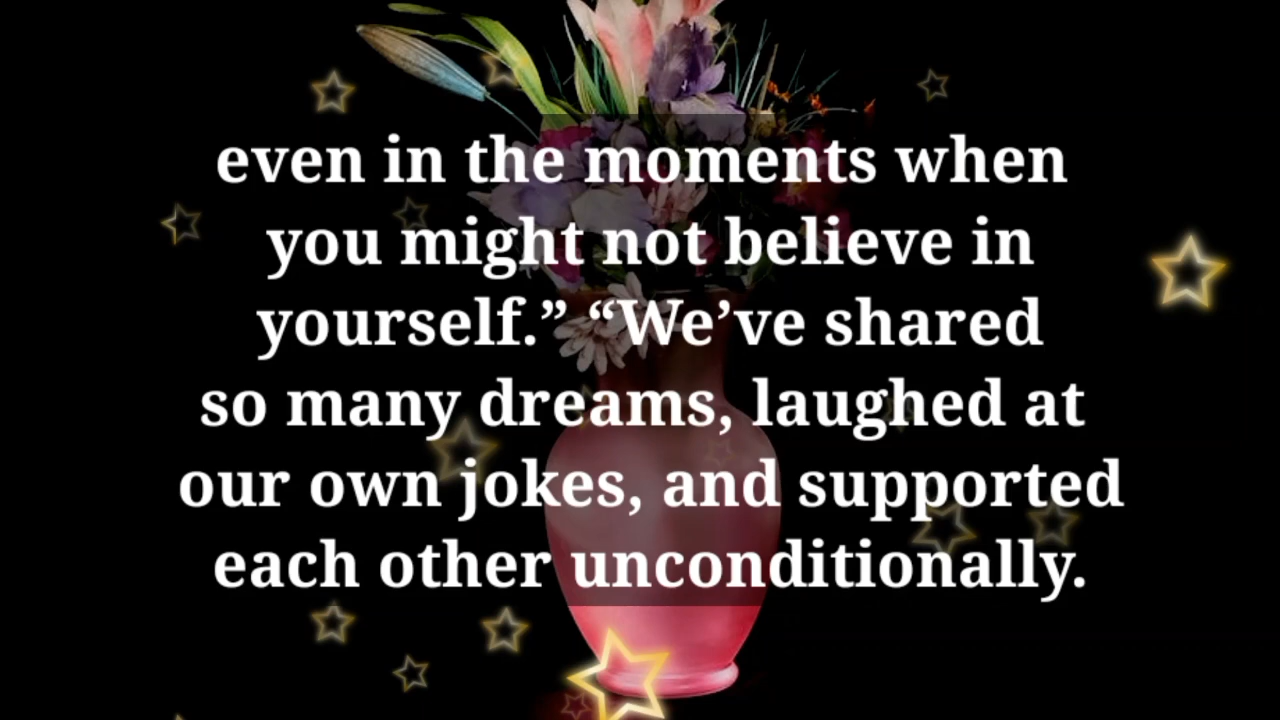 even in the moments when
you might not believe in
yourself.” “We’ve shared
so many dreams, laughed at
our own jokes, and supported
each other unconditionally.